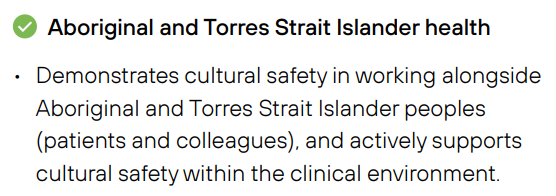 Aboriginal and Torres Strait Islander health
• Demonstrates cultural safety in working alongside
Aboriginal and Torres Strait Islander peoples
(patients and colleagues), and actively supports
cultural safety within the clinical environment.